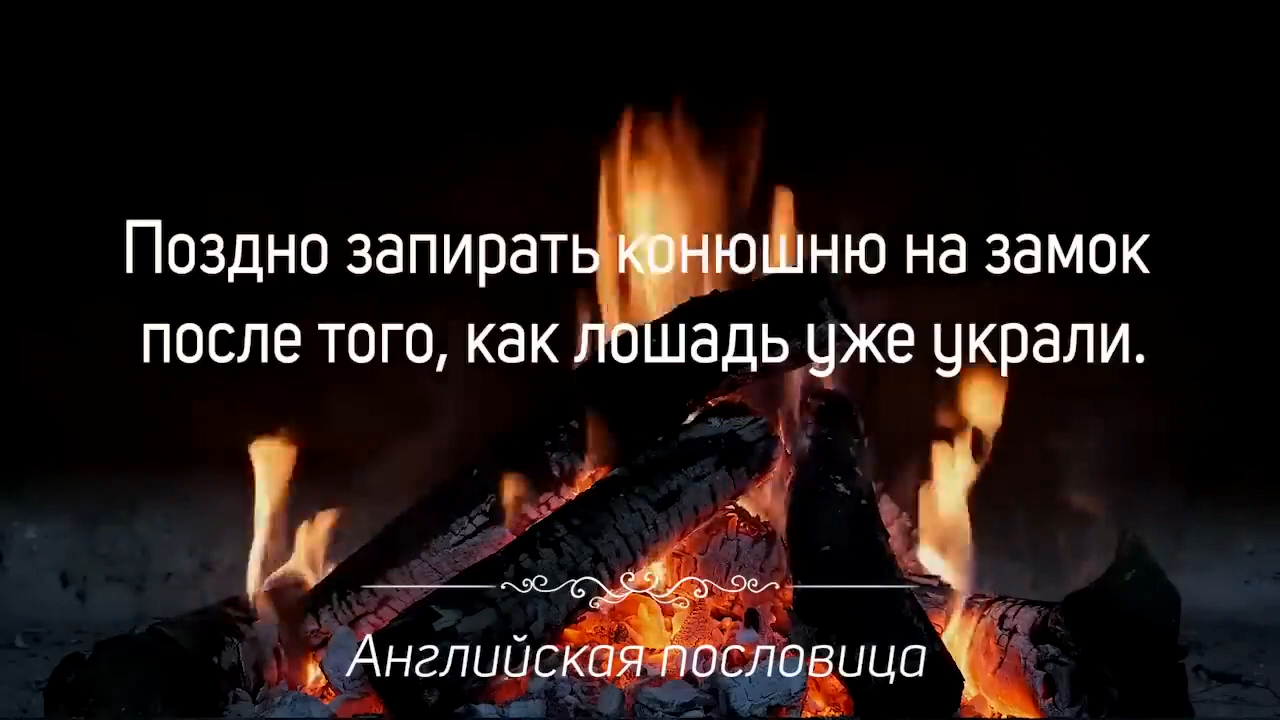 Поздно запирать конюшню на замок
после того, как лошадь уже украли.
Английская пословица